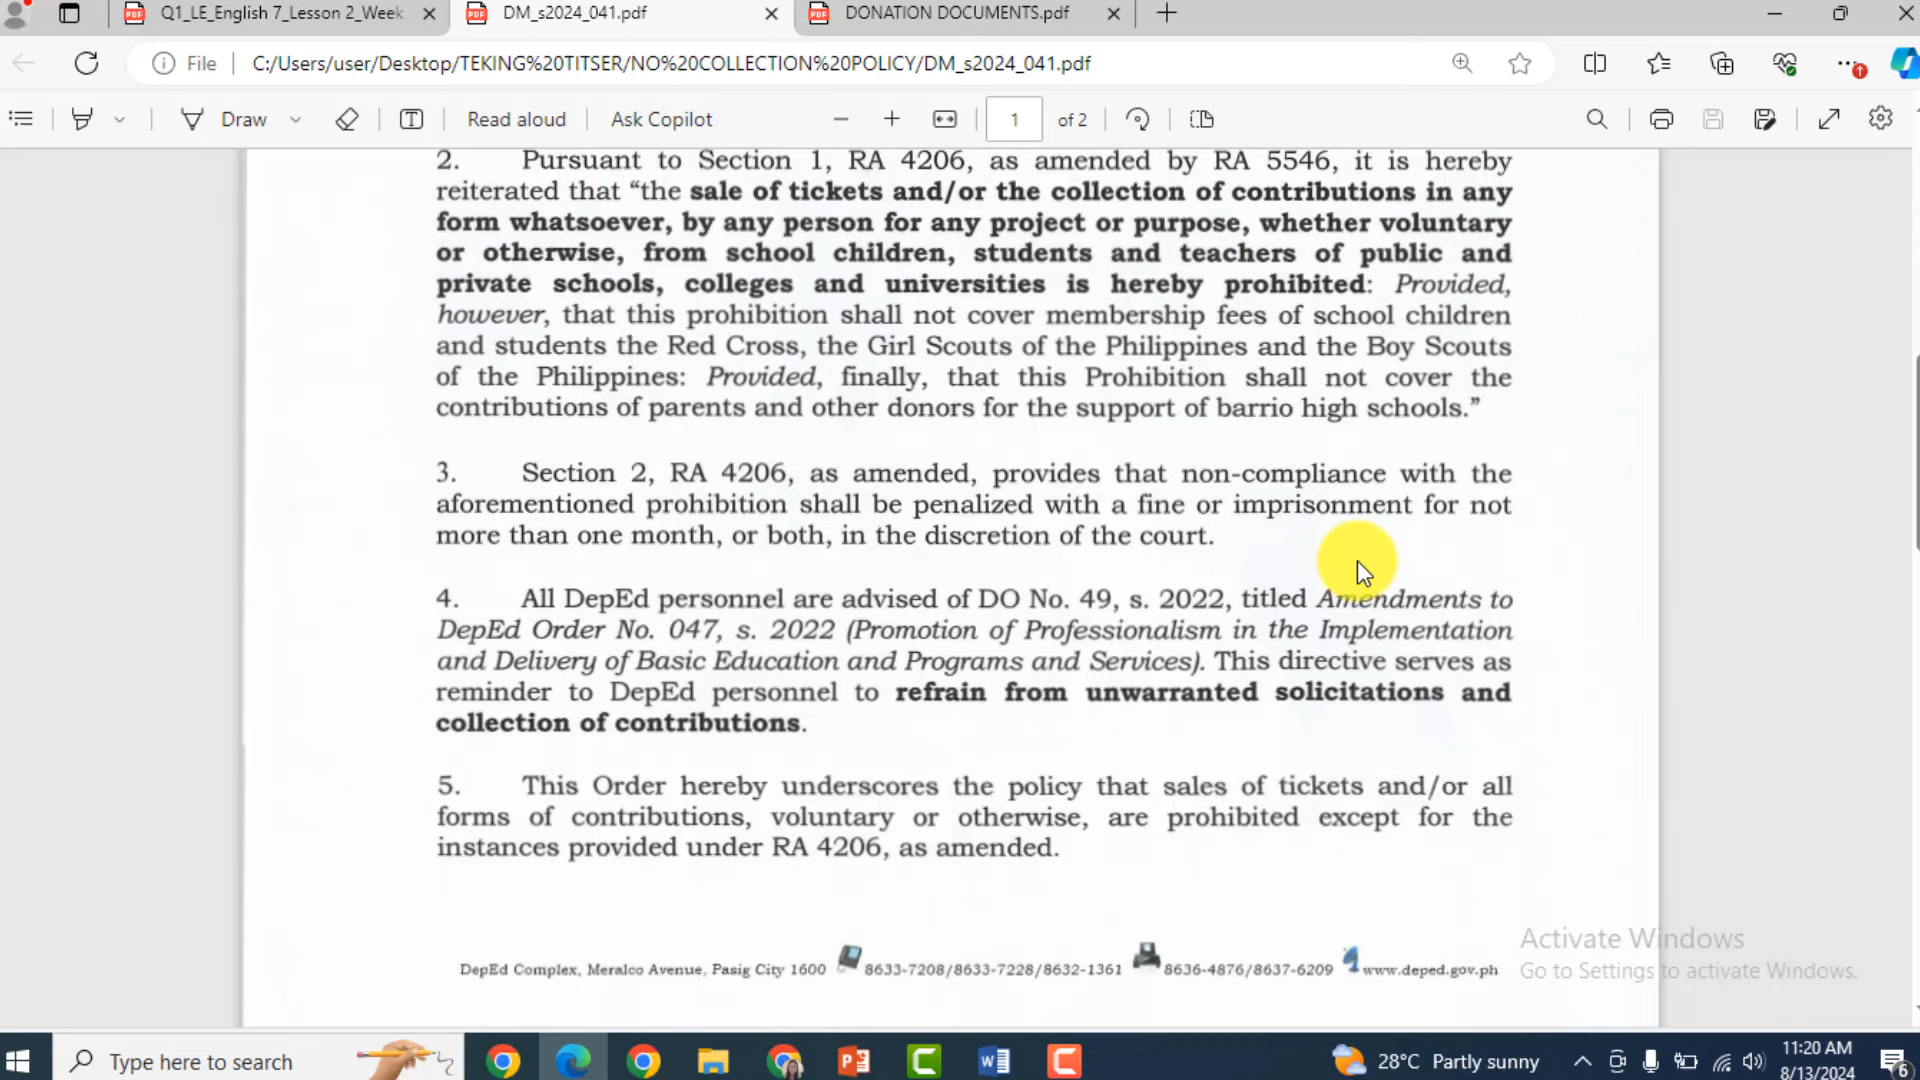 Q1_LE_English 7_Lesson 2_Week
DM_s2024_041.pdf
DONATION DOCUMENTS.pdf
File
C:/Users/user/Desktop/TEKING%20TITSER/NO%20COLLECTION%20POLICY/DM_s2024_041.pdf
Draw
Read aloud
Ask Copilot
1
of 2
2. Pursuant to Section 1, RA 4206, as amended by RA 5546, it is hereby
reiterated that “the sale of tickets and/or the collection of contributions in any
form whatsoever, by any person for any project or purpose, whether voluntary
or otherwise, from school children, students and teachers of public and
private schools, colleges and universities is hereby prohibited: Provided,
however, that this prohibition shall not cover membership fees of school children
and students the Red Cross, the Girl Scouts of the Philippines and the Boy Scouts
of the Philippines: Provided, finally, that this Prohibition shall not cover the
contributions of parents and other donors for the support of barrio high schools.”
3. Section 2, RA 4206, as amended, provides that non-compliance with the
aforementioned prohibition shall be penalized with a fine or imprisonment for not
more than one month, or both, in the discretion of the court.
4. All DepEd personnel are advised of DO No. 49, s. 2022, titled Amendments to
DepEd Order No. 047, s. 2022 (Promotion of Professionalism in the Implementation
and Delivery of Basic Education and Programs and Services). This directive serves as
reminder to DepEd personnel to refrain from unwarranted solicitations and
collection of contributions.
5. This Order hereby underscores the policy that sales of tickets and/or all
forms of contributions, voluntary or otherwise, are prohibited except for the
instances provided under RA 4206, as amended.
DepEd Complex, Meralco Avenue, Pasig City 1600 8633-7208/8633-7228/8632-1361 8636-4876/8637-6209 www.deped.gov.ph
Activate Windows
Go to Settings to activate Windows.
Type here to search
28°C Partly sunny
11:20 AM
8/13/2024
6